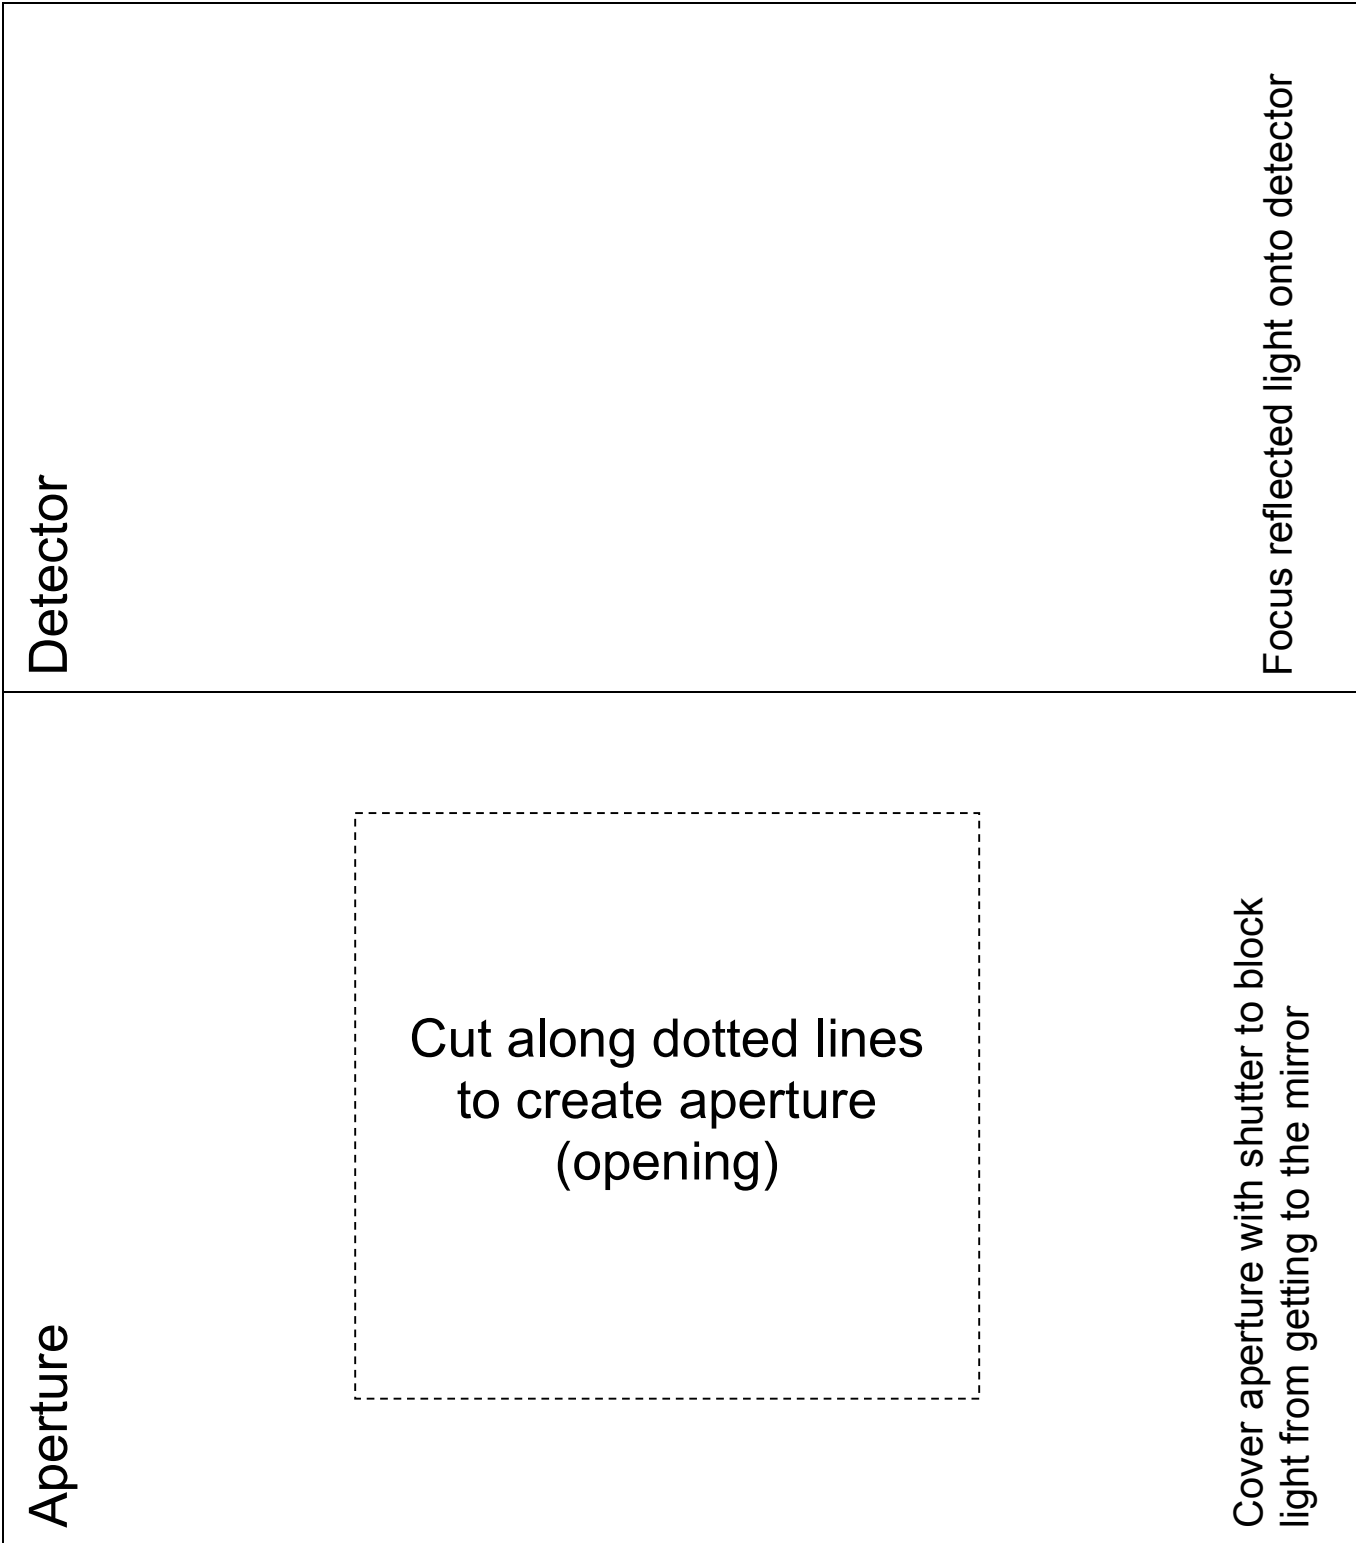 Detector
Focus reflected light onto detector
Aperture
Cut along dotted lines
to create aperture
(opening)
Cover aperture with shutter to block
light from getting to the mirror